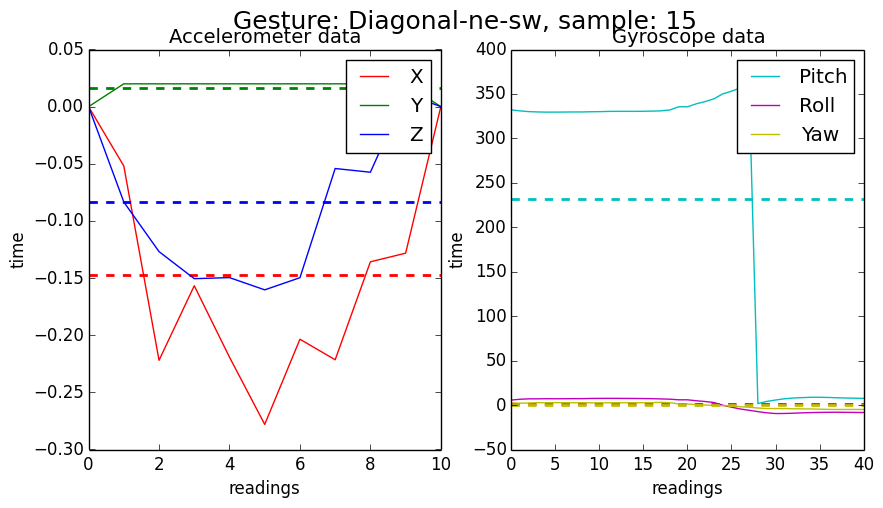 Gesture: Diagonal-ne-sw, sample: 15
Accelerometer data
0.05
0.00
−0.05
−0.10
−0.15
−0.20
−0.25
−0.30
time
0 2 4 6 8 10
readings
X
Y
Z
Gyroscope data
400
350
300
250
200
150
100
50
0
−50
time
0 5 10 15 20 25 30 35 40
readings
Pitch
Roll
Yaw